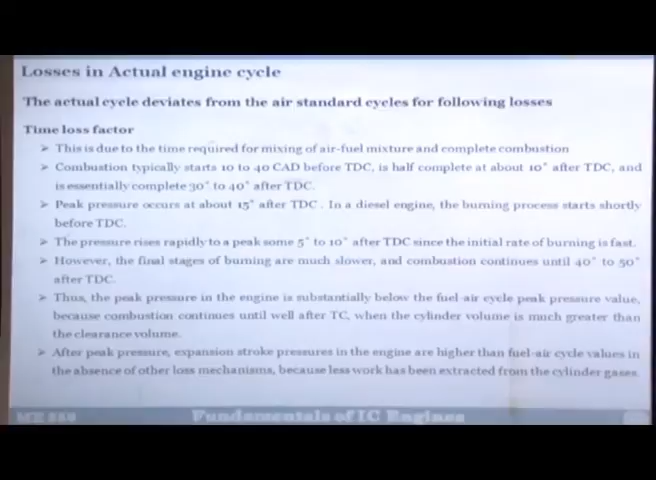 Losses in Actual engine cycle
The actual cycle deviates from the air standard cycles for following losses
Time loss factor
➢ This is due to the time required for mixing of air-fuel mixture and complete combustion
➢ Combustion typically starts 10 to 40 CAD before TDC, is half complete at about 10° after TDC, and
is essentially complete 30° to 40° after TDC.
➢ Peak pressure occurs at about 15° after TDC . In a diesel engine, the burning process starts shortly
before TDC.
➢ The pressure rises rapidly to a peak some 5° to 10° after TDC since the initial rate of burning is fast.
➢ However, the final stages of burning are much slower, and combustion continues until 40° to 50°
after TDC.
➢ Thus, the peak pressure in the engine is substantially below the fuel-air cycle peak pressure value,
because combustion continues until well after TC, when the cylinder volume is much greater than
the clearance volume.
➢ After peak pressure, expansion stroke pressures in the engine are higher than fuel-air cycle values in
the absence of other loss mechanisms, because less work has been extracted from the cylinder gases.
ME Fundamentals of IC Engines